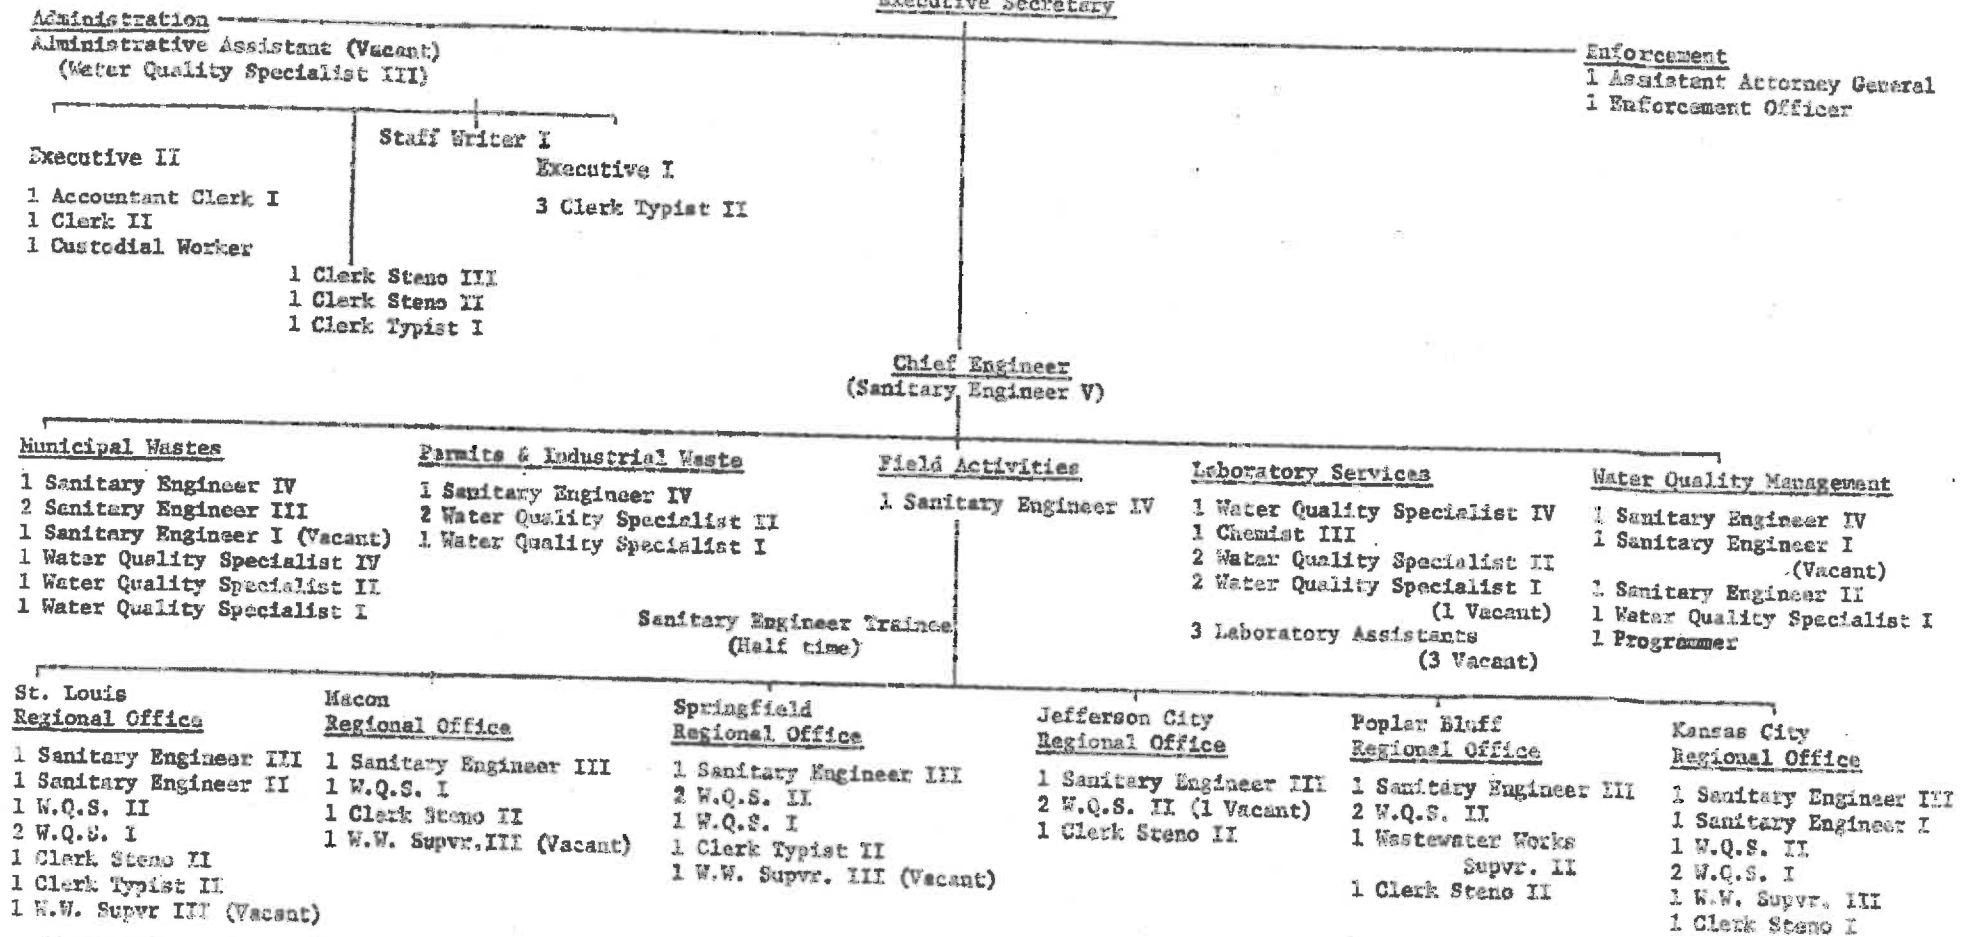 Executive Secretary
Administration
Administrative Assistant (Vacant)
(Water Quality Specialist III)
Enforcement
1 Assistant Attorney General
1 Enforcement Officer
Staff Writer I
Executive II
1 Accountant Clerk I
1 Clerk II
1 Custodial Worker
Executive I
3 Clerk Typist II
1 Clerk Steno III
1 Clerk Steno II
1 Clerk Typist I
Chief Engineer
(Sanitary Engineer V)
Municipal Wastes
1 Sanitary Engineer IV
2 Sanitary Engineer III
1 Sanitary Engineer I (Vacant)
1 Water Quality Specialist IV
1 Water Quality Specialist II
1 Water Quality Specialist I
Permits & Industrial Waste
1 Sanitary Engineer IV
2 Water Quality Specialist II
1 Water Quality Specialist I
Field Activities
1 Sanitary Engineer IV
Laboratory Services
1 Water Quality Specialist IV
1 Chemist III
2 Water Quality Specialist II
2 Water Quality Specialist I
(1 Vacant)
3 Laboratory Assistants
(3 Vacant)
Water Quality Management
1 Sanitary Engineer IV
1 Sanitary Engineer I
(Vacant)
1 Sanitary Engineer II
1 Water Quality Specialist I
1 Programmer
Sanitary Engineer Trainee
(Half time)
St. Louis
Regional Office
1 Sanitary Engineer III
1 Sanitary Engineer II
1 W.Q.S. II
2 W.Q.S. I
1 Clerk Steno II
1 Clerk Typist II
1 W.W. Supvr III (Vacant)
Macon
Regional Office
1 Sanitary Engineer III
1 W.Q.S. I
1 Clerk Steno II
1 W.W. Supvr.III (Vacant)
Springfield
Regional Office
1 Sanitary Engineer III
2 W.Q.S. II
1 W.Q.S. I
1 Clerk Typist II
1 W.W. Supvr. III (Vacant)
Jefferson City
Regional Office
1 Sanitary Engineer III
2 W.Q.S. II (1 Vacant)
1 Clerk Steno II
Poplar Bluff
Regional Office
1 Sanitary Engineer III
2 W.Q.S. II
1 Wastewater Works
Supvr. II
1 Clerk Steno II
Kansas City
Regional Office
1 Sanitary Engineer III
1 Sanitary Engineer I
1 W.Q.S. II
2 W.Q.S. I
1 W.W. Supvr. III
1 Clerk Steno I